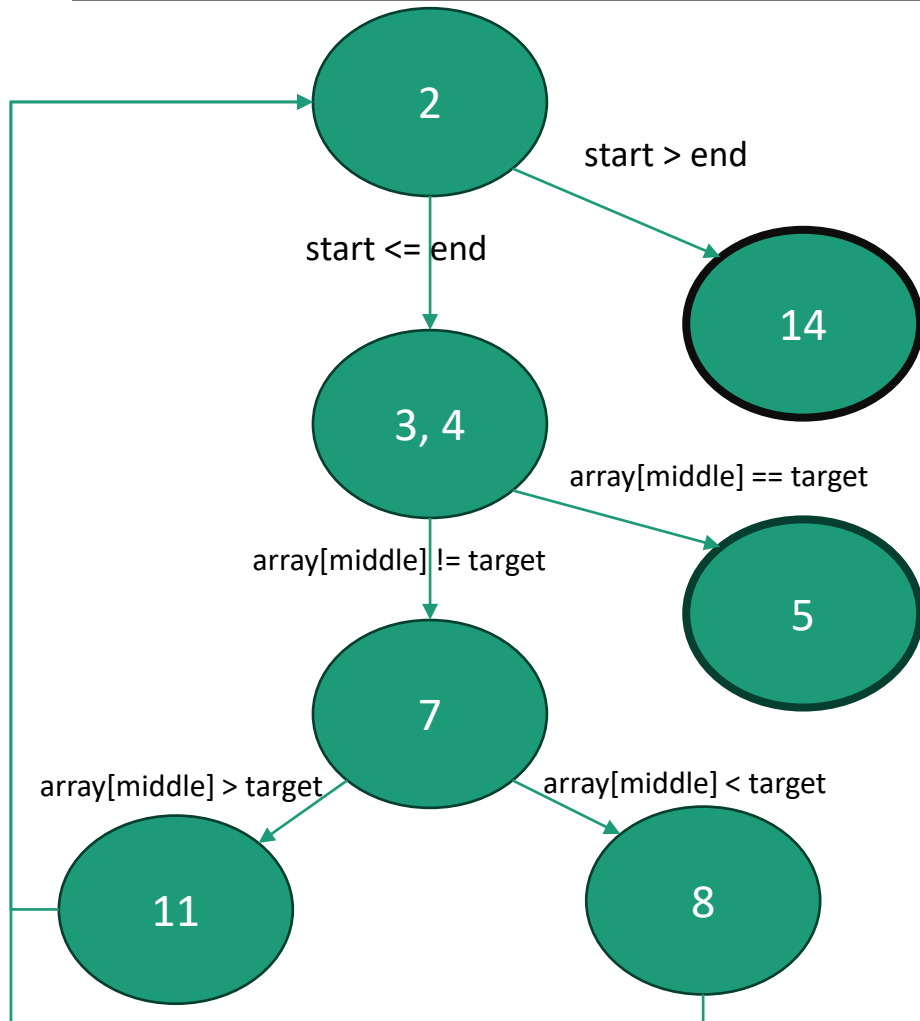 2
start > end
start <= end
14
3, 4
array[middle] == target
array[middle] != target
5
7
array[middle] > target
array[middle] < target
11
8